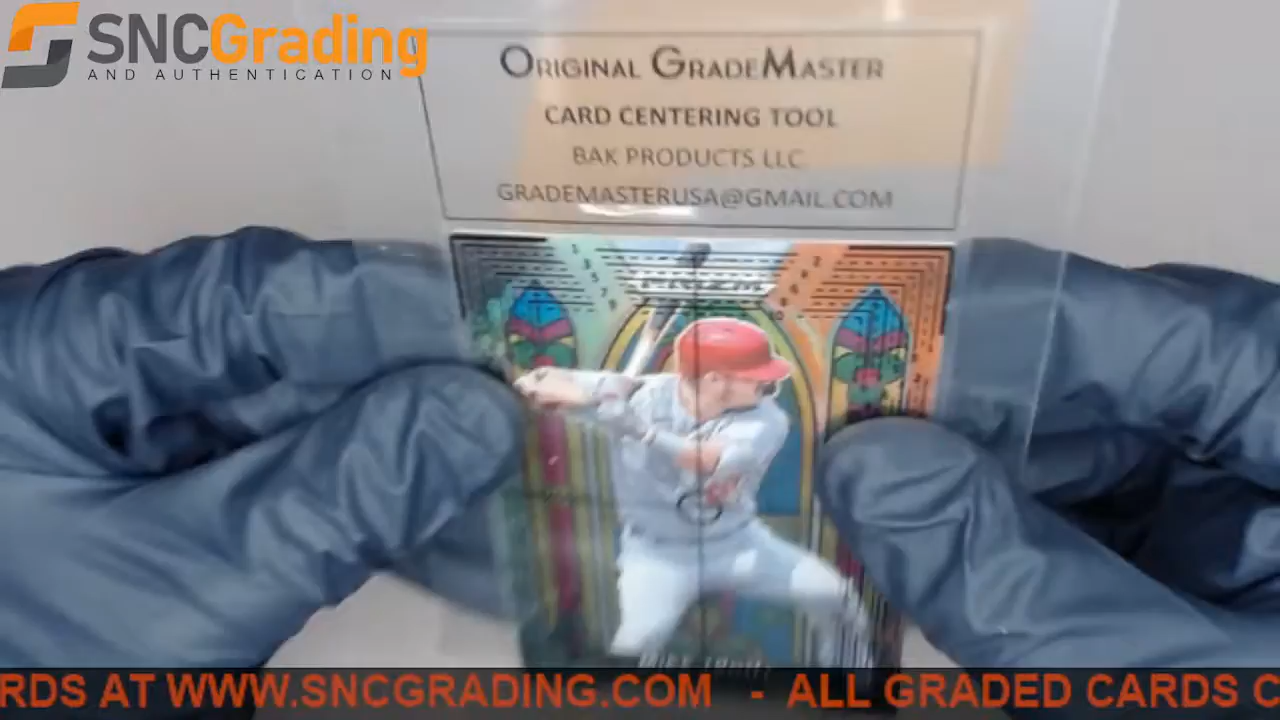 SNCGrading
AND AUTHENTICATION
ORIGINAL GRADEMASTER
CARD CENTERING TOOL
BAK PRODUCTS LLC
GRADEMASTERUSA@GMAIL.COM
RDS AT WWW.SNCGRADING.COM - ALL GRADED CARDS C